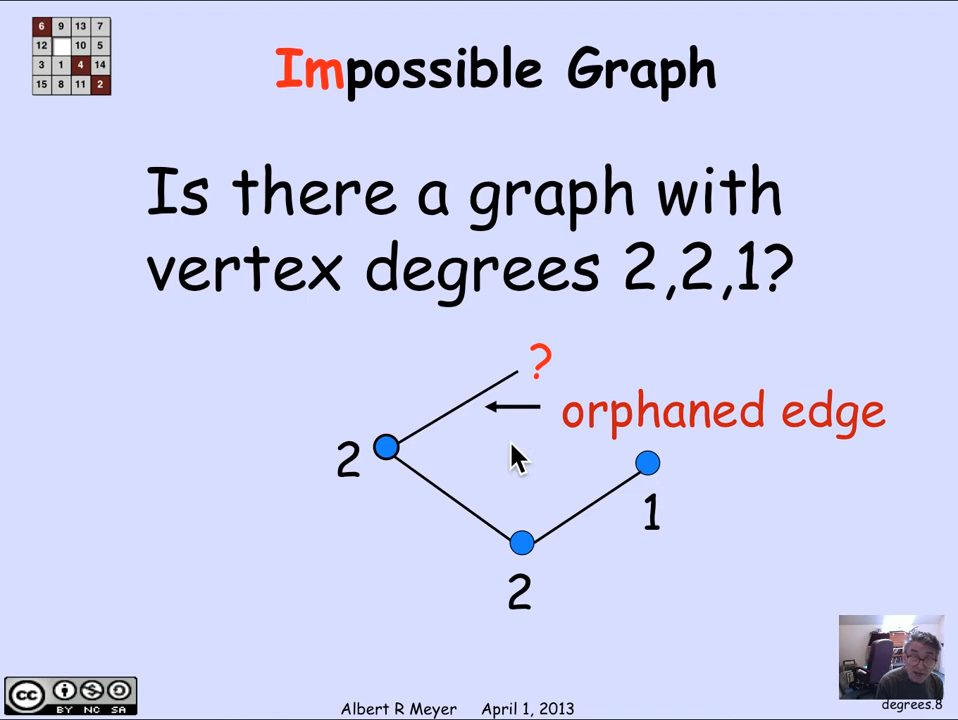 6 9 13 7
12 10 5
3 1 4 14
15 8 11 2
Impossible Graph
Is there a graph with
vertex degrees 2,2,1?
?
orphaned edge
2
1
2
cc
BY NC SA
Albert R Meyer April 1, 2013
degrees.8